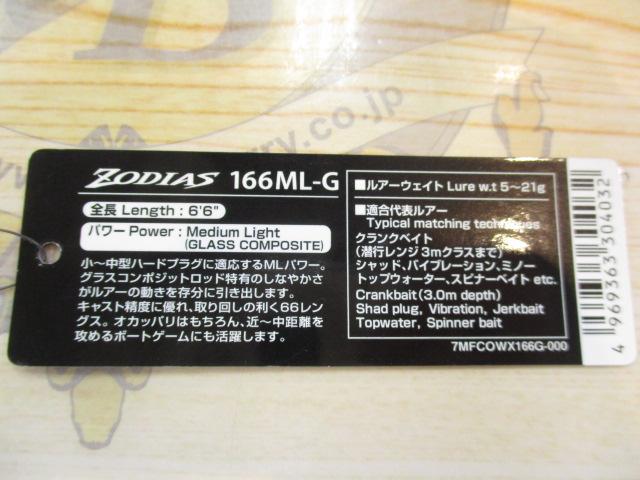 ry.co.jp
ZODIAS 166ML-G
全長 Length : 6'6"
パワー Power : Medium Light
(GLASS COMPOSITE)
小~中型ハードプラグに適応するMLパワー。
グラスコンポジットロッド特有のしなやかさ
がルアーの動きを存分に引き出します。
キャスト精度に優れ、取り回しの利く66レン
グス。オカッパリはもちろん、近~中距離を
攻めるボートゲームにも活躍します。
■ルアーウェイト Lure w.t 5~21g
■適合代表ルアー
Typical matching techniques
クランクベイト
(潜行レンジ3mクラスまで)
シャッド、バイブレーション、ミノー
トップウォーター、スピナーベイト etc.
Crankbait (3.0m depth)
Shad plug, Vibration, Jerkbait
Topwater, Spinner bait
7MFCOWX166G-000
4 969363 304032